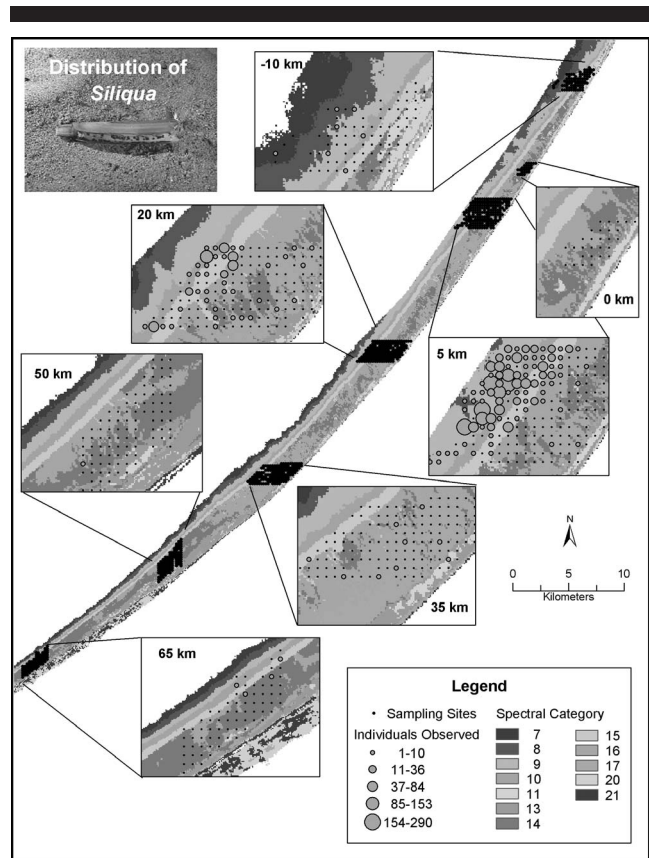 Distribution of
Siliqua
-10 km
20 km
0 km
50 km
5 km
35 km
65 km
N
0 5 10
Kilometers
Legend
Sampling Sites
Individuals Observed
1-10
11-36
37-84
85-153
154-290
Spectral Category
7
8
9
10
11
13
14
15
16
17
20
21